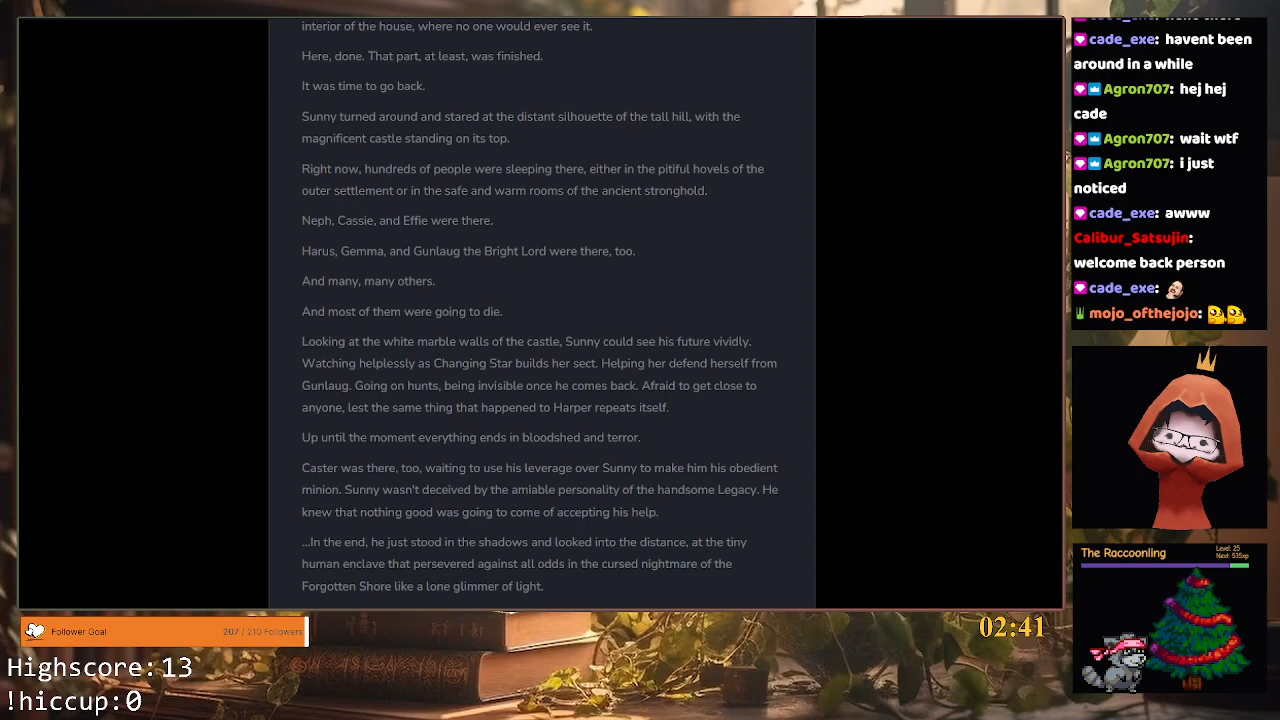 interior of the house, where no one would ever see it.
Here, done. That part, at least, was finished.
It was time to go back.
Sunny turned around and stared at the distant silhouette of the tall hill, with the
magnificent castle standing on its top.
Right now, hundreds of people were sleeping there, either in the pitiful hovels of the
outer settlement or in the safe and warm rooms of the ancient stronghold.
Neph, Cassie, and Effie were there.
Harus, Gemma, and Gunlaug the Bright Lord were there, too.
And many, many others.
And most of them were going to die.
Looking at the white marble walls of the castle, Sunny could see his future vividly.
Watching helplessly as Changing Star builds her sect. Helping her defend herself from
Gunlaug. Going on hunts, being invisible once he comes back. Afraid to get close to
anyone, lest the same thing that happened to Harper repeats itself.
Up until the moment everything ends in bloodshed and terror.
Caster was there, too, waiting to use his leverage over Sunny to make him his obedient
minion. Sunny wasn't deceived by the amiable personality of the handsome Legacy. He
knew that nothing good was going to come of accepting his help.
...In the end, he just stood in the shadows and looked into the distance, at the tiny
human enclave that persevered against all odds in the cursed nightmare of the
Forgotten Shore like a lone glimmer of light.
cade_exe: havent been
around in a while
Agron707: hej hej
cade
Agron707: wait wtf
Agron707: i just
noticed
cade_exe: awww
Calibur_Satsujin:
welcome back person
cade_exe:
mojo_ofthejojo:
The Raccoonling
Level: 25
Next: 535xp
Follower Goal
207 / 210 Followers
02:41
Highscore:13
!hiccup:0